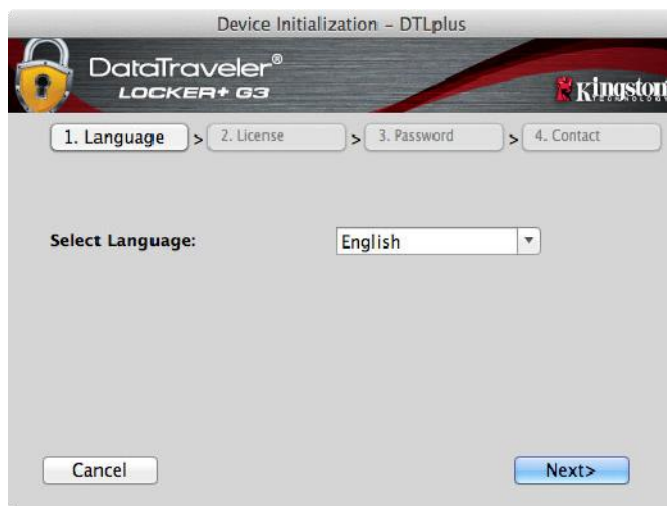 Device Initialization – DTLplus
DataTraveler®
LOCKER+ G3
Kingston
TECHNOLOGY
1. Language > 2. License > 3. Password > 4. Contact
Select Language: English
Cancel Next>